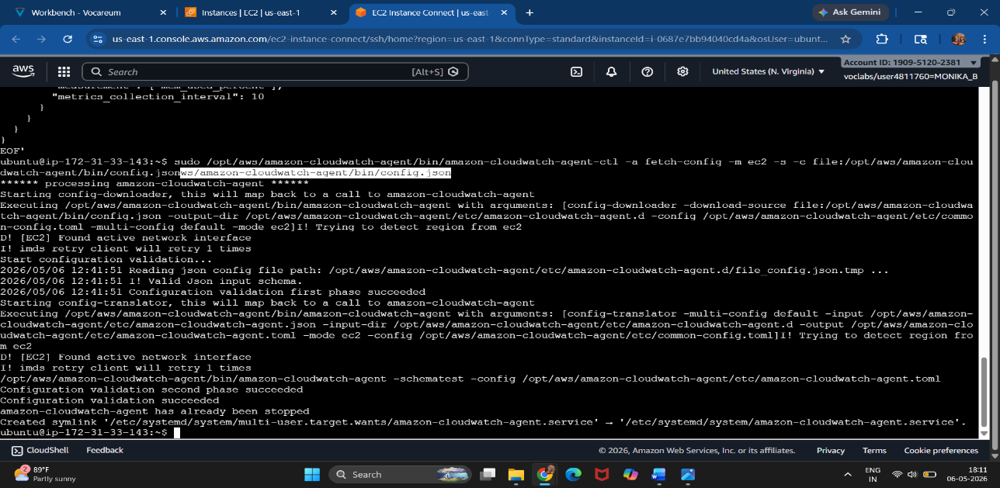 Workbench - Vocareum
Instances | EC2 | us-east-1
EC2 Instance Connect | us-east-
Ask Gemini
us-east-1.console.aws.amazon.com/ec2-instance-connect/ssh/home?region=us-east-1&connType=standard&instanceId=i-0687e7bb94040cd4a&osUser=ubunt...
aws
Search
[Alt+S]
United States (N. Virginia)
Account ID: 1909-5120-2381
voclabs/user4811760=MONIKA_B
"measurement": ["mem_used_percent"],
"metrics_collection_interval": 10
}
}
}
}
EOF'
ubuntu@ip-172-31-33-143:~$ sudo /opt/aws/amazon-cloudwatch-agent/bin/amazon-cloudwatch-agent-ctl -a fetch-config -m ec2 -s -c file:/opt/aws/amazon-clou
dwatch-agent/bin/config.jsonws/amazon-cloudwatch-agent/bin/config.json
****** processing amazon-cloudwatch-agent ******
Starting config-downloader, this will map back to a call to amazon-cloudwatch-agent
Executing /opt/aws/amazon-cloudwatch-agent/bin/amazon-cloudwatch-agent with arguments: [config-downloader -download-source file:/opt/aws/amazon-cloudwa
tch-agent/bin/config.json -output-dir /opt/aws/amazon-cloudwatch-agent/etc/amazon-cloudwatch-agent.d -config /opt/aws/amazon-cloudwatch-agent/etc/commo
n-config.toml -multi-config default -mode ec2]I! Trying to detect region from ec2
D! [EC2] Found active network interface
I! imds retry client will retry 1 times
Start configuration validation...
2026/05/06 12:41:51 Reading json config file path: /opt/aws/amazon-cloudwatch-agent/etc/amazon-cloudwatch-agent.d/file_config.json.tmp ...
2026/05/06 12:41:51 I! Valid Json input schema.
2026/05/06 12:41:51 Configuration validation first phase succeeded
Starting config-translator, this will map back to a call to amazon-cloudwatch-agent
Executing /opt/aws/amazon-cloudwatch-agent/bin/amazon-cloudwatch-agent with arguments: [config-translator -multi-config default -input /opt/aws/amazon-
cloudwatch-agent/etc/amazon-cloudwatch-agent.json -input-dir /opt/aws/amazon-cloudwatch-agent/etc/amazon-cloudwatch-agent.d -output /opt/aws/amazon-clo
udwatch-agent/etc/amazon-cloudwatch-agent.toml -mode ec2 -config /opt/aws/amazon-cloudwatch-agent/etc/common-config.toml]I! Trying to detect region fro
m ec2
D! [EC2] Found active network interface
I! imds retry client will retry 1 times
/opt/aws/amazon-cloudwatch-agent/bin/amazon-cloudwatch-agent -schematest -config /opt/aws/amazon-cloudwatch-agent/etc/amazon-cloudwatch-agent.toml
Configuration validation second phase succeeded
Configuration validation succeeded
amazon-cloudwatch-agent has already been stopped
Created symlink '/etc/systemd/system/multi-user.target.wants/amazon-cloudwatch-agent.service' → '/etc/systemd/system/amazon-cloudwatch-agent.service'.
ubuntu@ip-172-31-33-143:~$
CloudShell
Feedback
© 2026, Amazon Web Services, Inc. or its affiliates.
Privacy
Terms
Cookie preferences
2
89°F
Partly sunny
Search
ENG
IN
18:11
06-05-2026